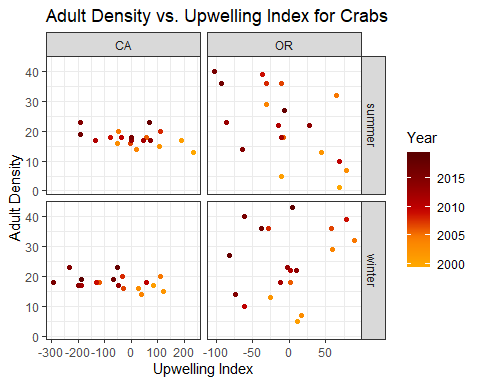 Adult Density vs. Upwelling Index for Crabs
CA
OR
40
30
20
10
0
summer
40
30
20
10
0
winter
Adult Density
-300 -200 -100 0 100 200
-100 -50 0 50
Upwelling Index
Year
2015
2010
2005
2000